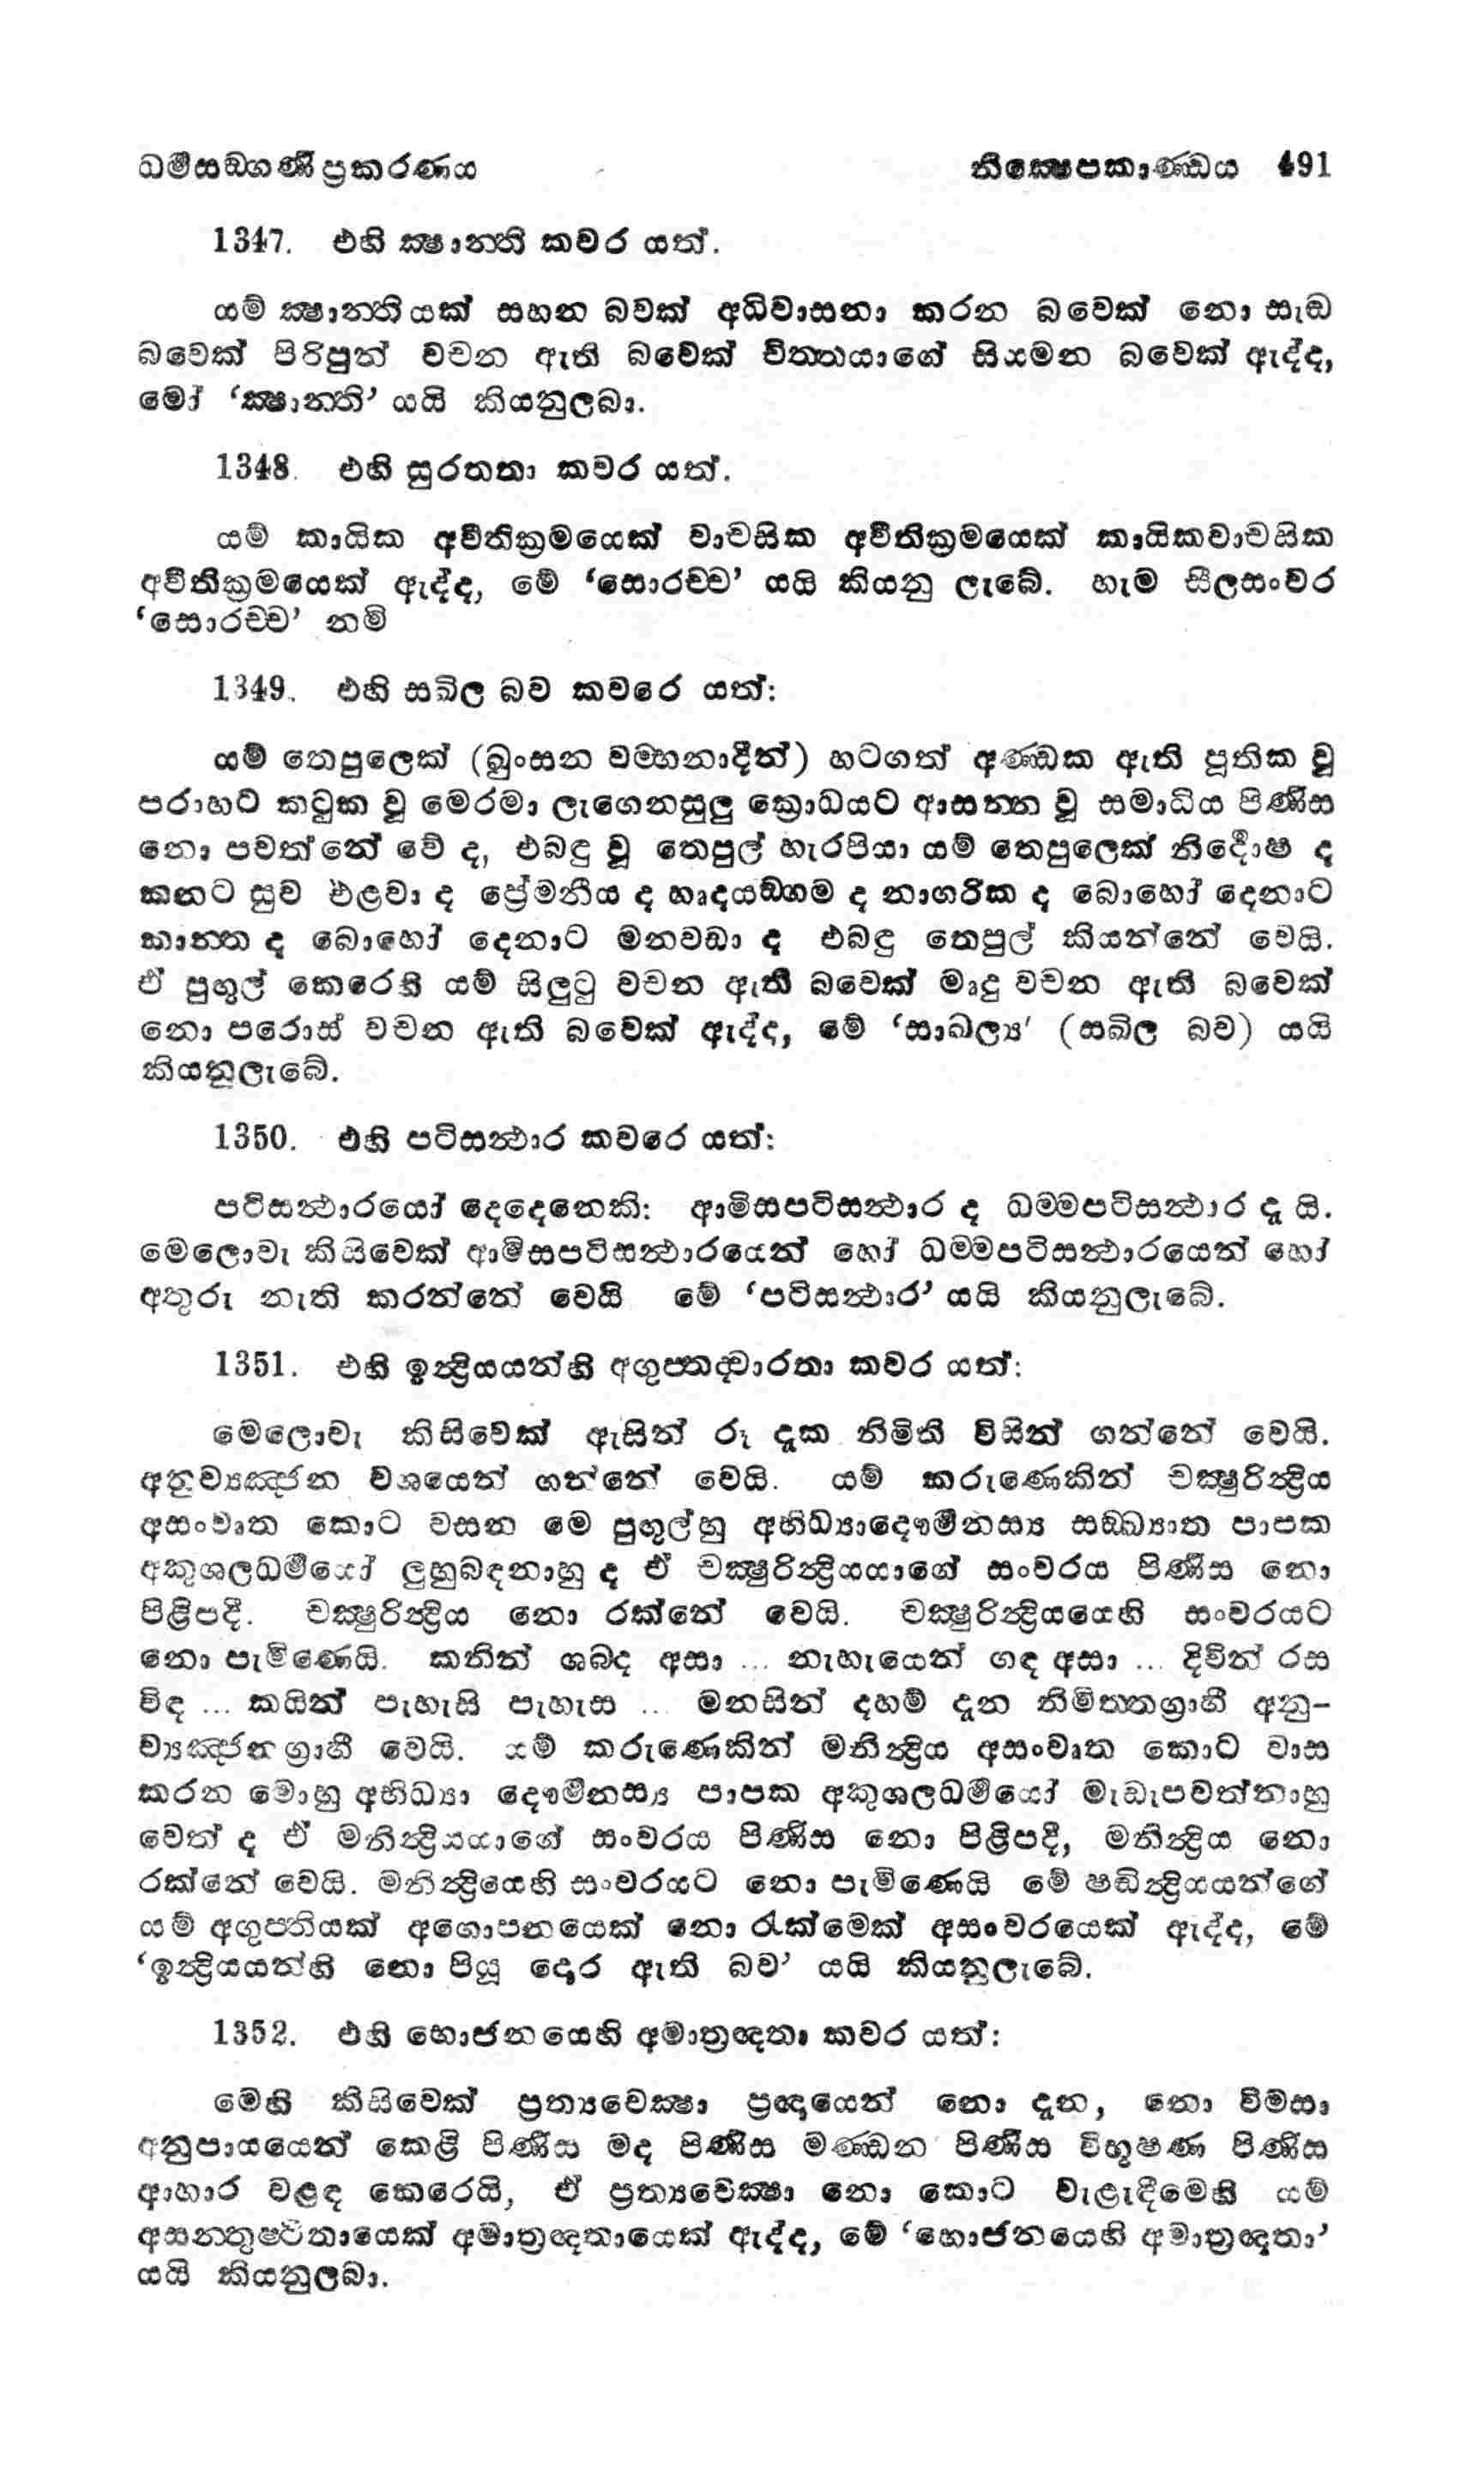 ධර්මසඞ්ගණී ප්‍රකරණය නික්‍ෂෙපකාණ්ඩය 491
1347. එහි ක්‍ෂාන්ති කවර යත්.
යම් ක්‍ෂාන්තියක් සහන බවක් අධිවාසනා කරන බවෙක් නො සැඬ
බවෙක් පිරිපුන් වචන ඇති බවෙක් චිත්තයාගේ සියමන බවෙක් ඇද්ද,
මෝ ‘ක්‍ෂාන්ති’ යයි කියනුලබා.
1348. එහි සුරතතා කවර යත්.
යම් කායික අවීතික්‍රමයෙක් වාචසික අවීතික්‍රමයෙක් කායිකවාචසික
අවීතික්‍රමයෙක් ඇද්ද, මේ ‘සොරච්ච’ යයි කියනු ලැබේ. හැම සීලසංවර
‘සොරච්ච’ නමි
1349. එහි සඛිල බව කවරෙ යත්:
යම් තෙපුලෙක් (ඛුංසන වම්භනාදීන්) හටගත් අණ්ඩක ඇති පූතික වූ
පරාහට කටුක වූ මෙරමා ලැගෙනසුලු ක්‍රොධයට ආසන්න වූ සමාධිය පිණිස
නො පවත්නේ වේ ද, එබඳු වූ තෙපුල් හැරපියා යම් තෙපුලෙක් නිර්දොෂ ද
කනට සුව එළවා ද ප්‍රේමනීය ද හෘදයඞ්ගම ද නාගරික ද බොහෝ දෙනාට
කාන්ත ද බොහෝ දෙනාට මනවඩා ද එබඳු තෙපුල් කියන්නේ වෙයි.
ඒ පුඟුල් කෙරෙහි යම් සිලුටු වචන ඇති බවෙක් මෘදු වචන ඇති බවෙක්
නො පරොස් වචන ඇති බවෙක් ඇද්ද, මේ ‘සාඛල්‍ය’ (සඛිල බව) යයි
කියනුලැබේ.
1350. එහි පටිසන්ථාර කවරෙ යත්:
පටිසන්ථාරයෝ දෙදෙනෙකි: ආමිසපටිසන්ථාර ද ධම්මපටිසන්ථාර ද යි.
මෙලොවැ කිසිවෙක් ආමිසපටිසන්ථාරයෙන් හෝ ධම්මපටිසන්ථාරයෙන් හෝ
අතුරු නැති කරන්නේ වෙයි මේ ‘පටිසන්ථාර’ යයි කියනුලැබේ.
1351. එහි ඉන්ද්‍රියයන්හි අගුප්තද්වාරතා කවර යත්:
මෙලොවැ කිසිවෙක් ඇසින් රූ දැක නිමිති විසින් ගන්නේ වෙයි.
අනුව්‍යඤ්ජන වශයෙන් ගන්නේ වෙයි. යම් කරුණෙකින් චක්‍ෂුරින්ද්‍රිය
අසංවෘත කොට වසන මෙ පුඟුල්හු අභිධ්‍යාදෞර්මනස්‍ය සඞ්ඛ්‍යාත පාපක
අකුශලධර්මයෝ ලුහුබඳනාහු ද ඒ චක්‍ෂුරින්ද්‍රියයාගේ සංවරය පිණිස නො
පිළිපදී. චක්‍ෂුරින්ද්‍රිය නො රක්නේ වෙයි. චක්‍ෂුරින්ද්‍රියයෙහි සංවරයට
නො පැමිණෙයි. කනින් ශබ්ද අසා ... නැහැයෙන් ගඳ අසා ... දිවින් රස
විඳ ... කයින් පැහැසි පැහැස ... මනසින් දහම් දැන නිමිත්තග්‍රාහී අනු-
ව්‍යඤ්ජනග්‍රාහී වෙයි. යම් කරුණෙකින් මනින්ද්‍රිය අසංවෘත කොට වාස
කරන මොහු අභිධ්‍යා දෞර්මනස්‍ය පාපක අකුශලධර්මයෝ මැඩැපවත්නාහු
වෙත් ද ඒ මනින්ද්‍රියයාගේ සංවරය පිණිස නො පිළිපදී, මනින්ද්‍රිය නො
රක්නේ වෙයි. මනින්ද්‍රියෙහි සංවරයට නො පැමිණෙයි මේ ෂඩින්ද්‍රියයන්ගේ
යම් අගුප්තියක් අගොපනයෙක් නො රැක්මෙක් අසංවරයෙක් ඇද්ද, මේ
‘ඉන්ද්‍රියයන්හි නො පියූ දොර ඇති බව’ යයි කියනුලැබේ.
1352. එහි භොජනයෙහි අමාත්‍රඥතා කවර යත්:
මෙහි කිසිවෙක් ප්‍රත්‍යවෙක්‍ෂා ප්‍රඥායෙන් නො දැන, නො විමසා
අනුපායයෙන් කෙළි පිණිස මද පිණිස මණ්ඩන පිණිස විභූෂණ පිණිස
ආහාර වළඳ කෙරෙයි, ඒ ප්‍රත්‍යවෙක්‍ෂා නො කොට වැළැඳීමෙහි යම්
අසන්තුෂ්ටිතායෙක් අමාත්‍රඥතායෙක් ඇද්ද, මේ ‘භොජනයෙහි අමාත්‍රඥතා’
යයි කියනුලබා.